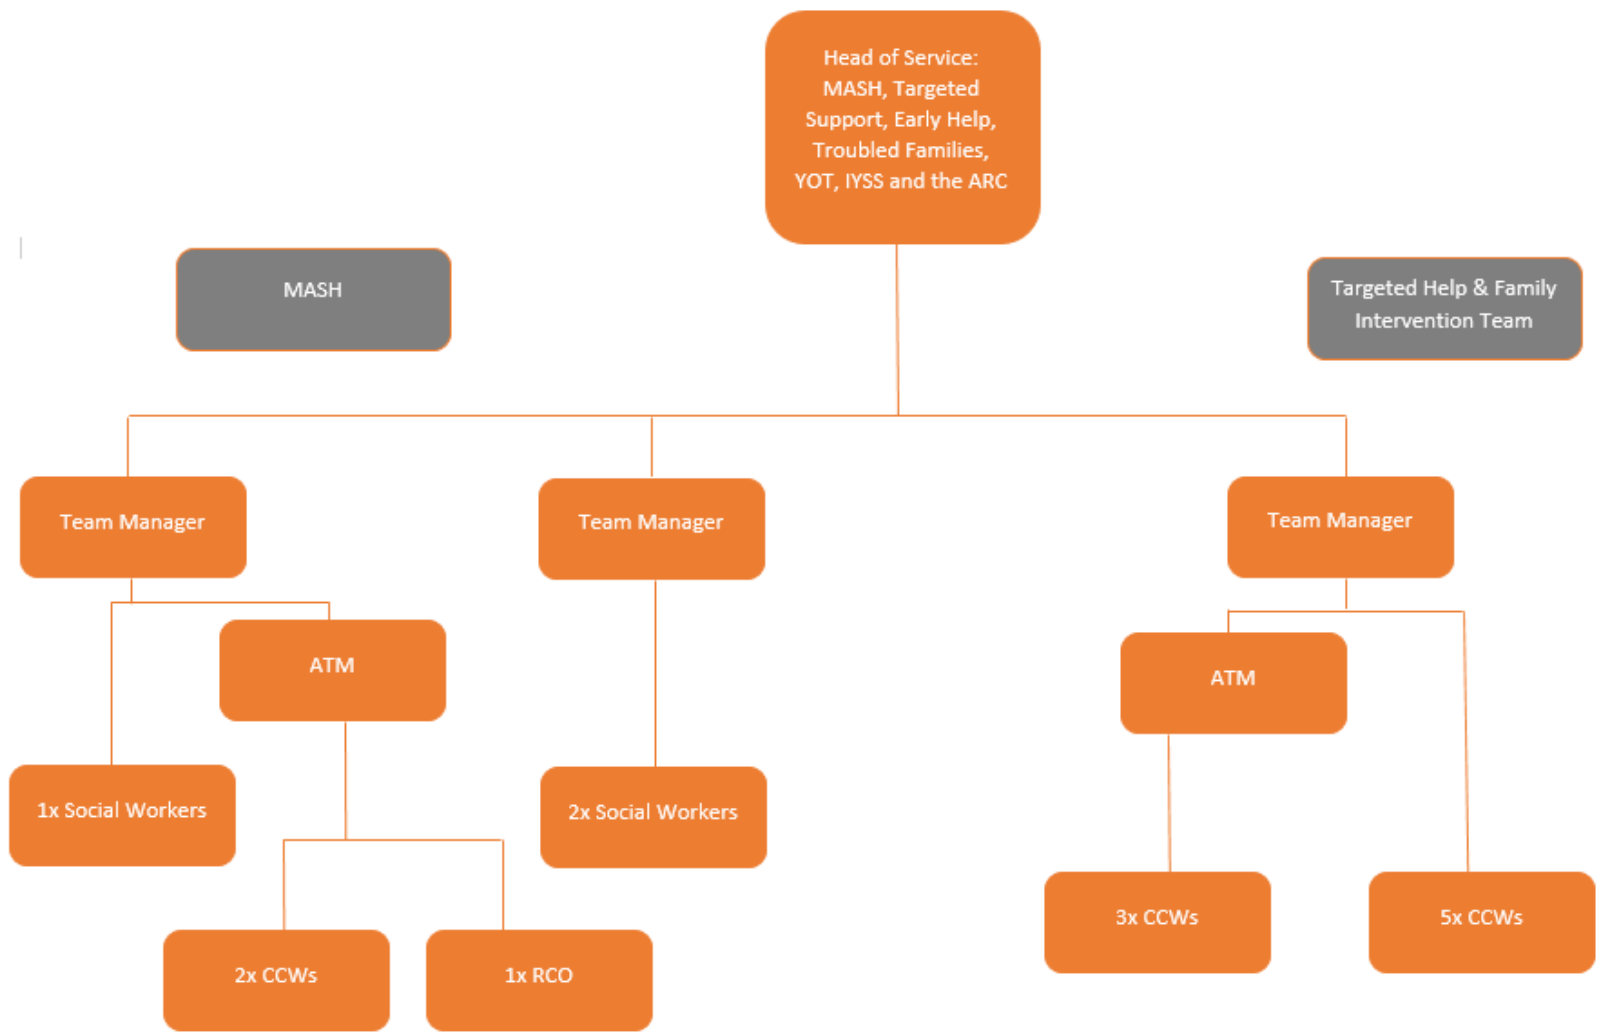 Head of Service:
MASH, Targeted
Support, Early Help,
Troubled Families,
YOT, IYSS and the ARC
MASH
Targeted Help & Family
Intervention Team
Team Manager
Team Manager
Team Manager
ATM
ATM
1x Social Workers
2x Social Workers
3x CCWs
5x CCWs
2x CCWs
1x RCO